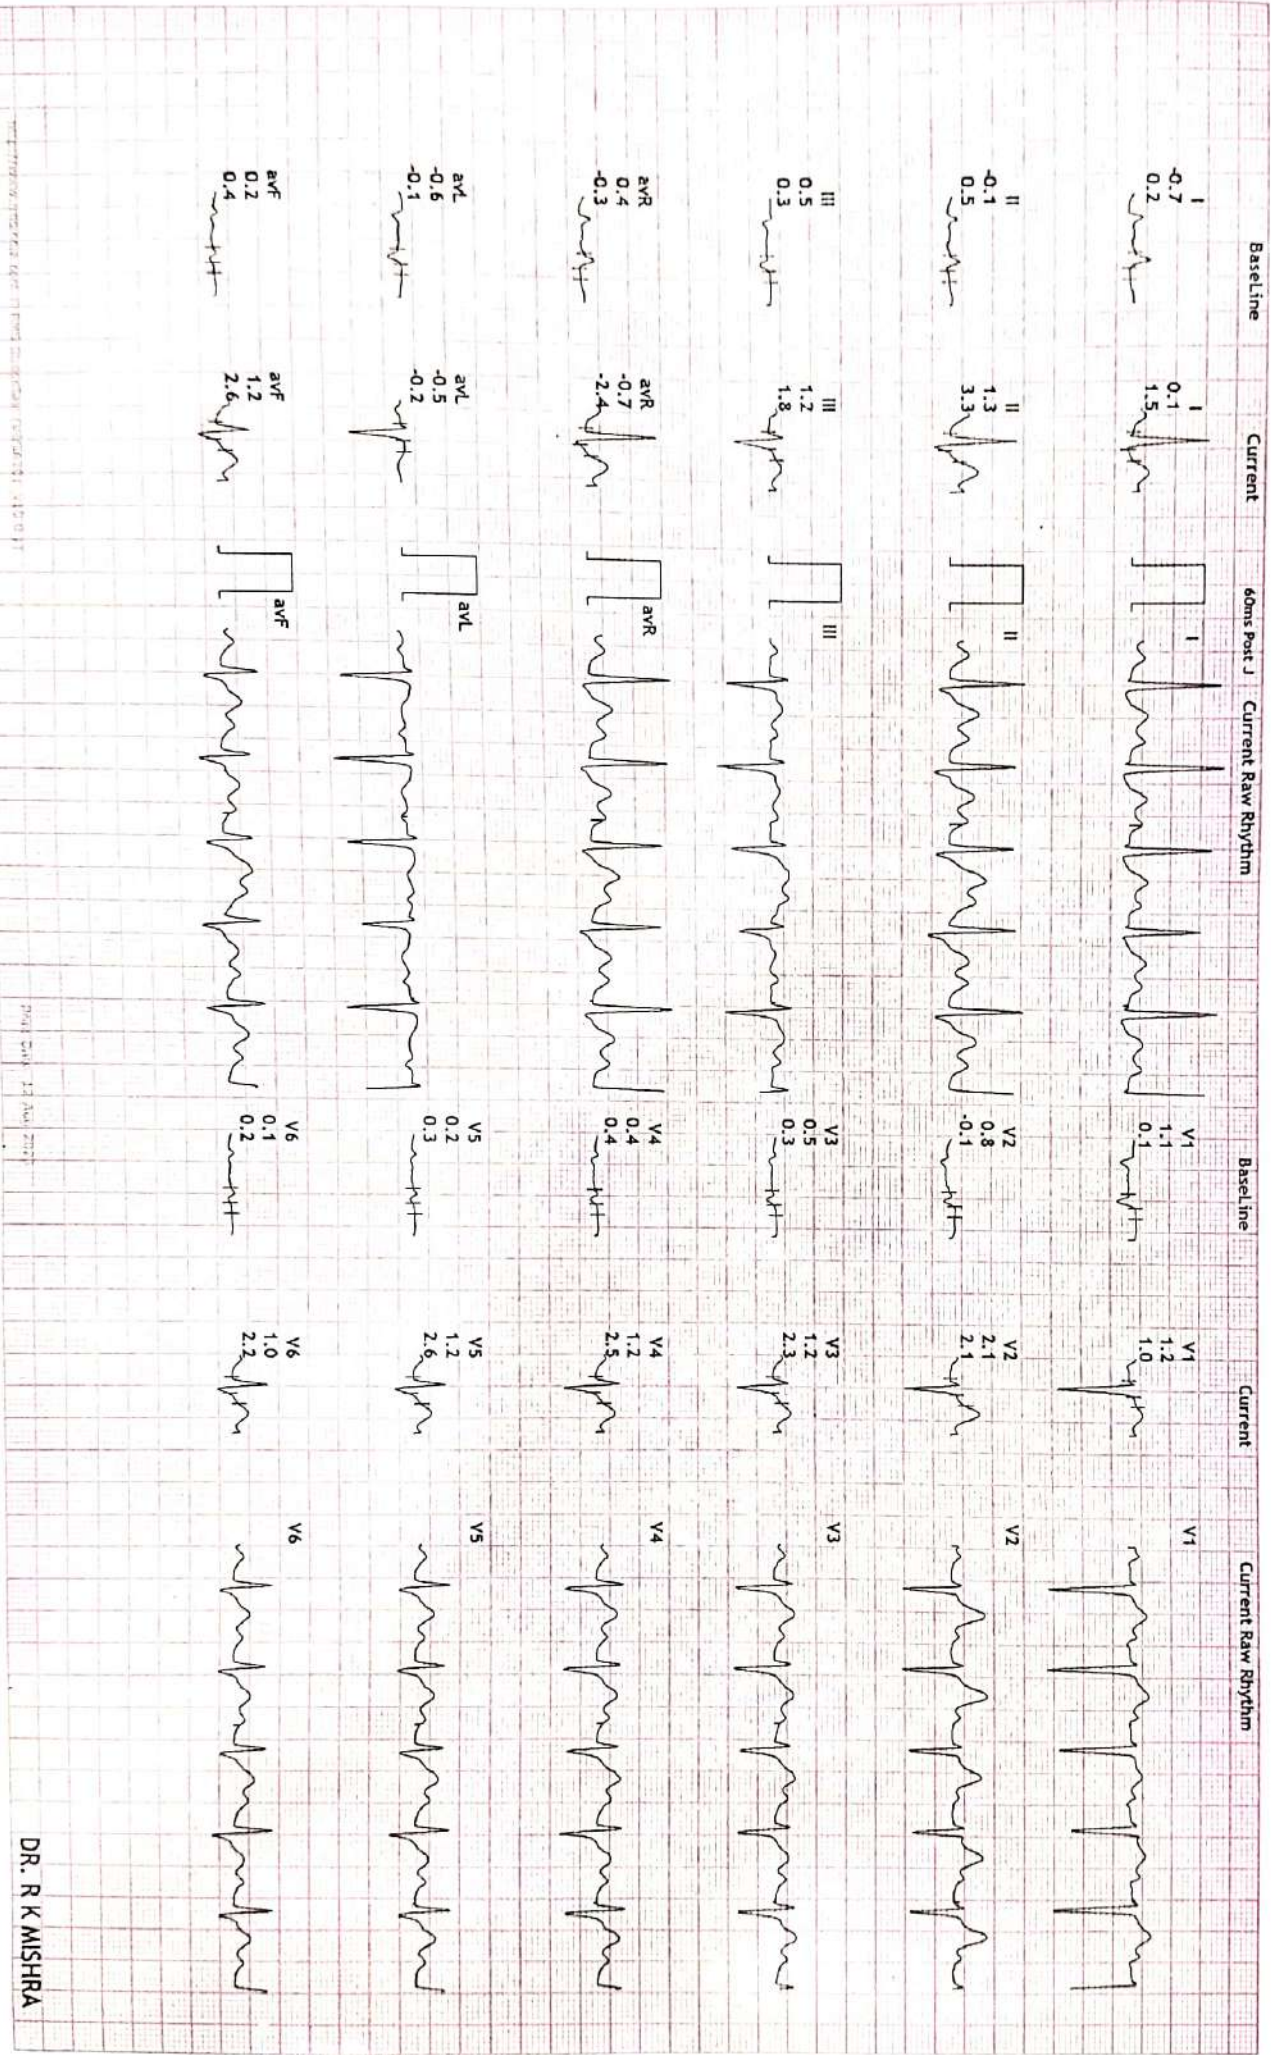 BaseLine Current 60ms Post J Current Raw Rhythm BaseLine Current Current Raw Rhythm
I I I V1 V1 V1
-0.7 0.1 1.1 1.2
0.2 1.5 0.1 1.0
II II II V2 V2 V2
-0.1 1.3 0.8 2.1
0.5 3.3 -0.1 2.1
III III III V3 V3 V3
0.5 1.2 0.5 1.2
0.3 1.8 0.3 2.3
avR avR avR V4 V4 V4
0.4 -0.7 0.4 1.2
-0.3 -2.4 0.4 2.5
avL avL avL V5 V5 V5
-0.6 -0.5 0.2 1.2
-0.1 -0.2 0.3 2.6
avF avF avF V6 V6 V6
0.2 1.2 0.1 1.0
0.4 2.6 0.2 2.2
DR. R K MISHRA